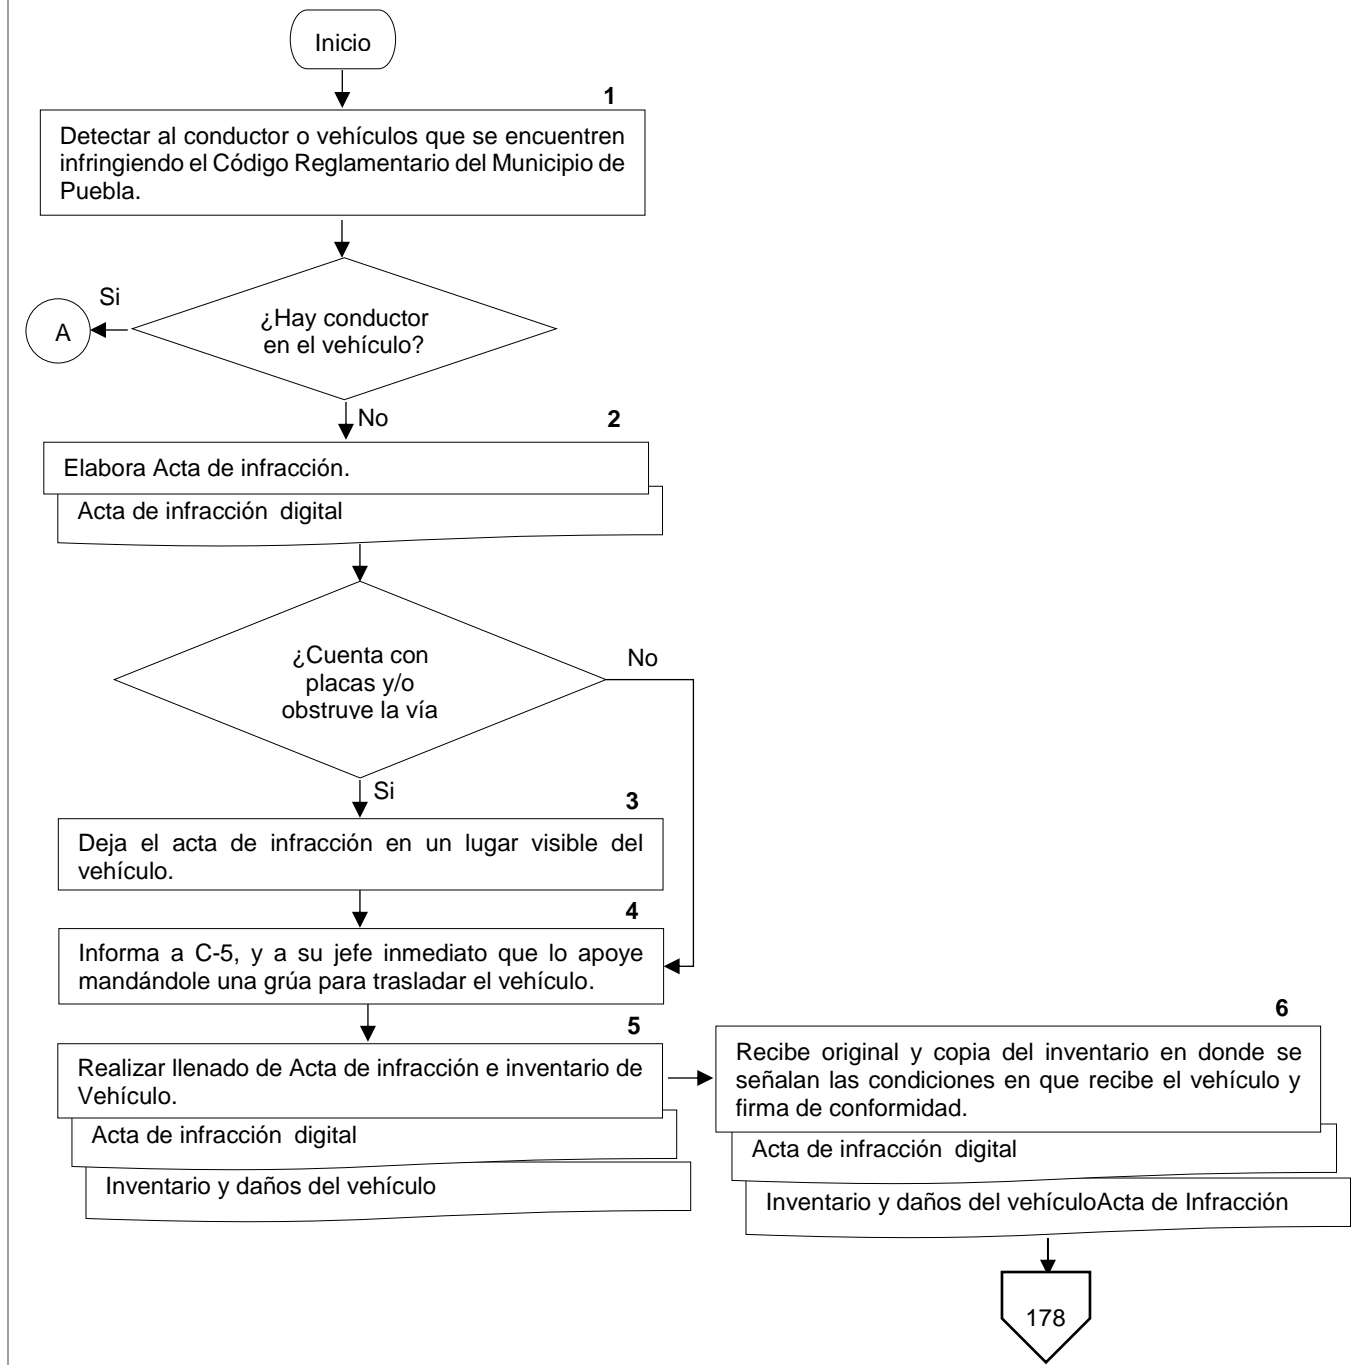 Inicio
1
Detectar al conductor o vehículos que se encuentren
infringiendo el Código Reglamentario del Municipio de
Puebla.
Si
A
¿Hay conductor
en el vehículo?
No
2
Elabora Acta de infracción.
Acta de infracción digital
¿Cuenta con
placas y/o
obstruye la vía
No
Si
3
Deja el acta de infracción en un lugar visible del
vehículo.
4
Informa a C-5, y a su jefe inmediato que lo apoye
mandándole una grúa para trasladar el vehículo.
5
Realizar llenado de Acta de infracción e inventario de
Vehículo.
Acta de infracción digital
Inventario y daños del vehículo
6
Recibe original y copia del inventario en donde se
señalan las condiciones en que recibe el vehículo y
firma de conformidad.
Acta de infracción digital
Inventario y daños del vehículoActa de Infracción
178